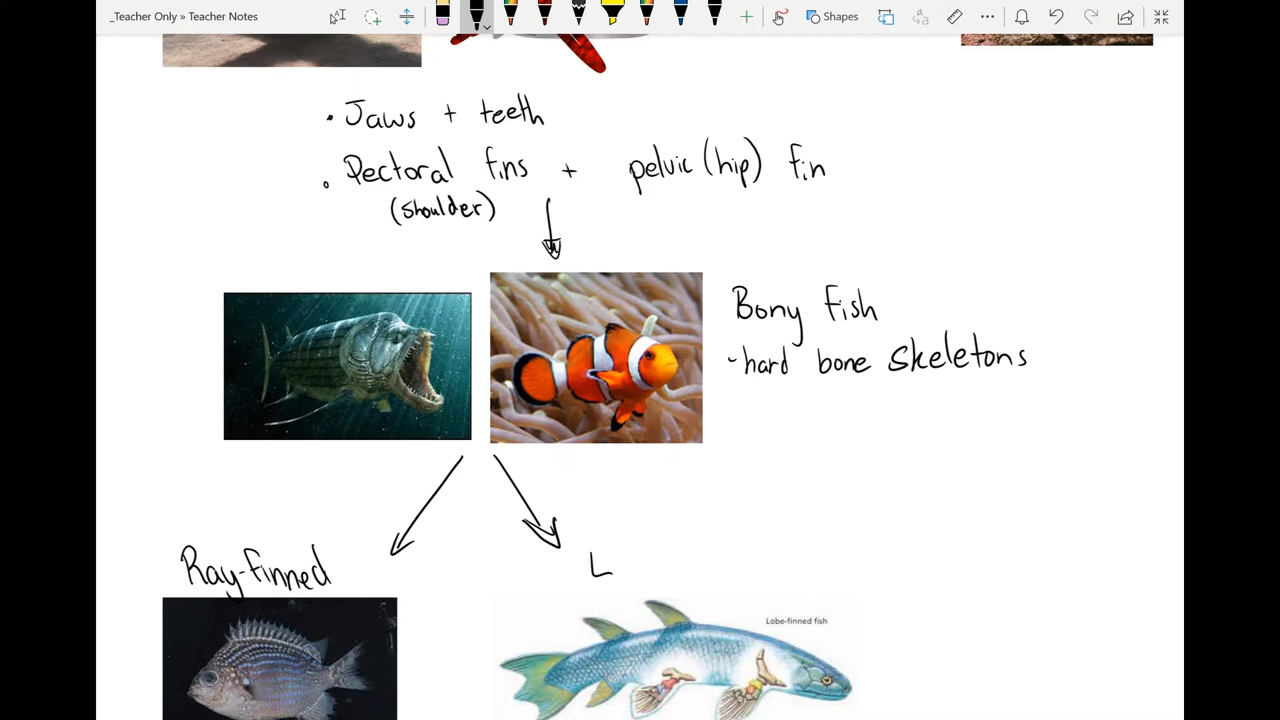 _Teacher Only » Teacher Notes
Shapes
• Jaws + teeth
• Pectoral fins + pelvic (hip) fin
(shoulder)
Bony fish
- hard bone skeletons
Ray-finned
L
Lobe-finned fish